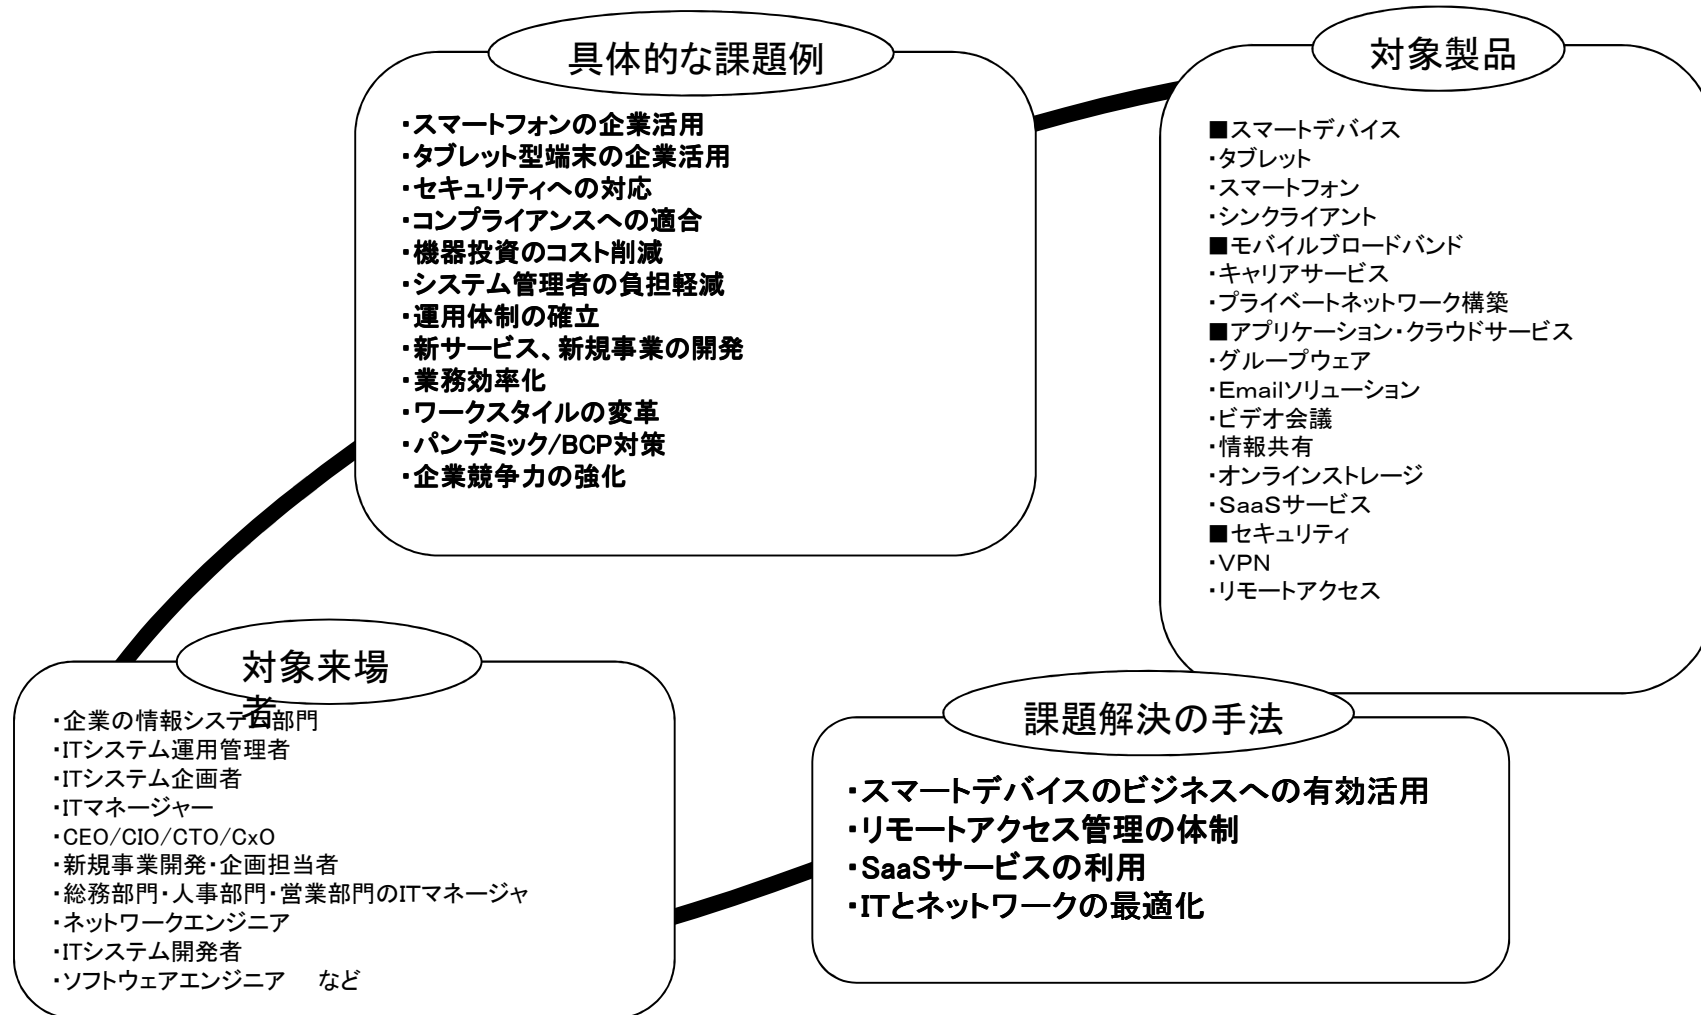 具体的な課題例
・スマートフォンの企業活用
・タブレット型端末の企業活用
・セキュリティへの対応
・コンプライアンスへの適合
・機器投資のコスト削減
・システム管理者の負担軽減
・運用体制の確立
・新サービス、新規事業の開発
・業務効率化
・ワークスタイルの変革
・パンデミック/BCP対策
・企業競争力の強化
対象製品
■スマートデバイス
・タブレット
・スマートフォン
・シンクライアント
■モバイルブロードバンド
・キャリアサービス
・プライベートネットワーク構築
■アプリケーション・クラウドサービス
・グループウェア
・Emailソリューション
・ビデオ会議
・情報共有
・オンラインストレージ
・SaaSサービス
■セキュリティ
・VPN
・リモートアクセス
対象来場
者
・企業の情報システム部門
・ITシステム運用管理者
・ITシステム企画者
・ITマネージャー
・CEO/CIO/CTO/CxO
・新規事業開発・企画担当者
・総務部門・人事部門・営業部門のITマネージャ
・ネットワークエンジニア
・ITシステム開発者
・ソフトウェアエンジニア　など
課題解決の手法
・スマートデバイスのビジネスへの有効活用
・リモートアクセス管理の体制
・SaaSサービスの利用
・ITとネットワークの最適化